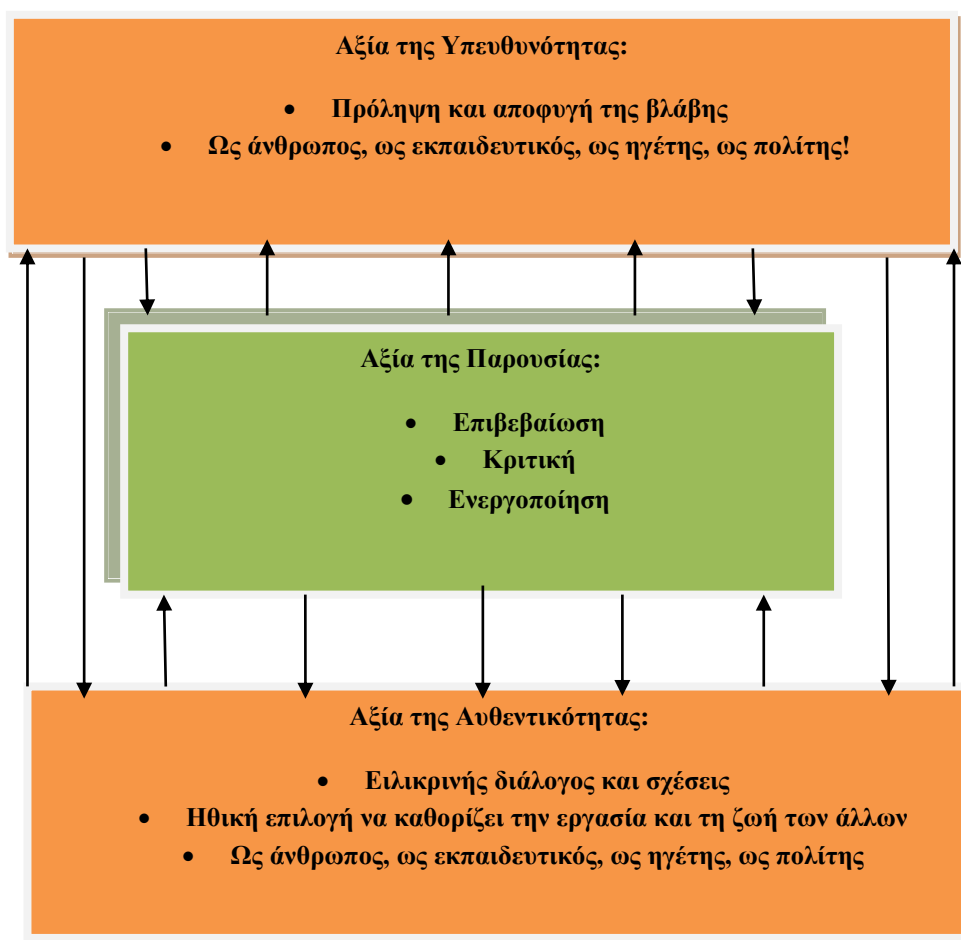 Αξία της Υπευθυνότητας:
• Πρόληψη και αποφυγή της βλάβης
• Ως άνθρωπος, ως εκπαιδευτικός, ως ηγέτης, ως πολίτης!
Αξία της Παρουσίας:
• Επιβεβαίωση
• Κριτική
• Ενεργοποίηση
Αξία της Αυθεντικότητας:
• Ειλικρινής διάλογος και σχέσεις
• Ηθική επιλογή να καθορίζει την εργασία και τη ζωή των άλλων
• Ως άνθρωπος, ως εκπαιδευτικός, ως ηγέτης, ως πολίτης